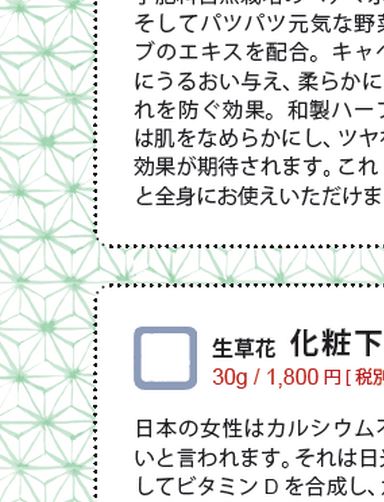 そしてパツパツ元気な野菜
ブのエキスを配合。キャベ
にうるおい与え、柔らかに
れを防ぐ効果。和製ハーブ
は肌をなめらかにし、ツヤ
効果が期待されます。これ
と全身にお使いいただけま
生草花 化粧下
30g / 1,800 円 [ 税別
日本の女性はカルシウム不
いと言われます。それは日光
してビタミン D を合成し、